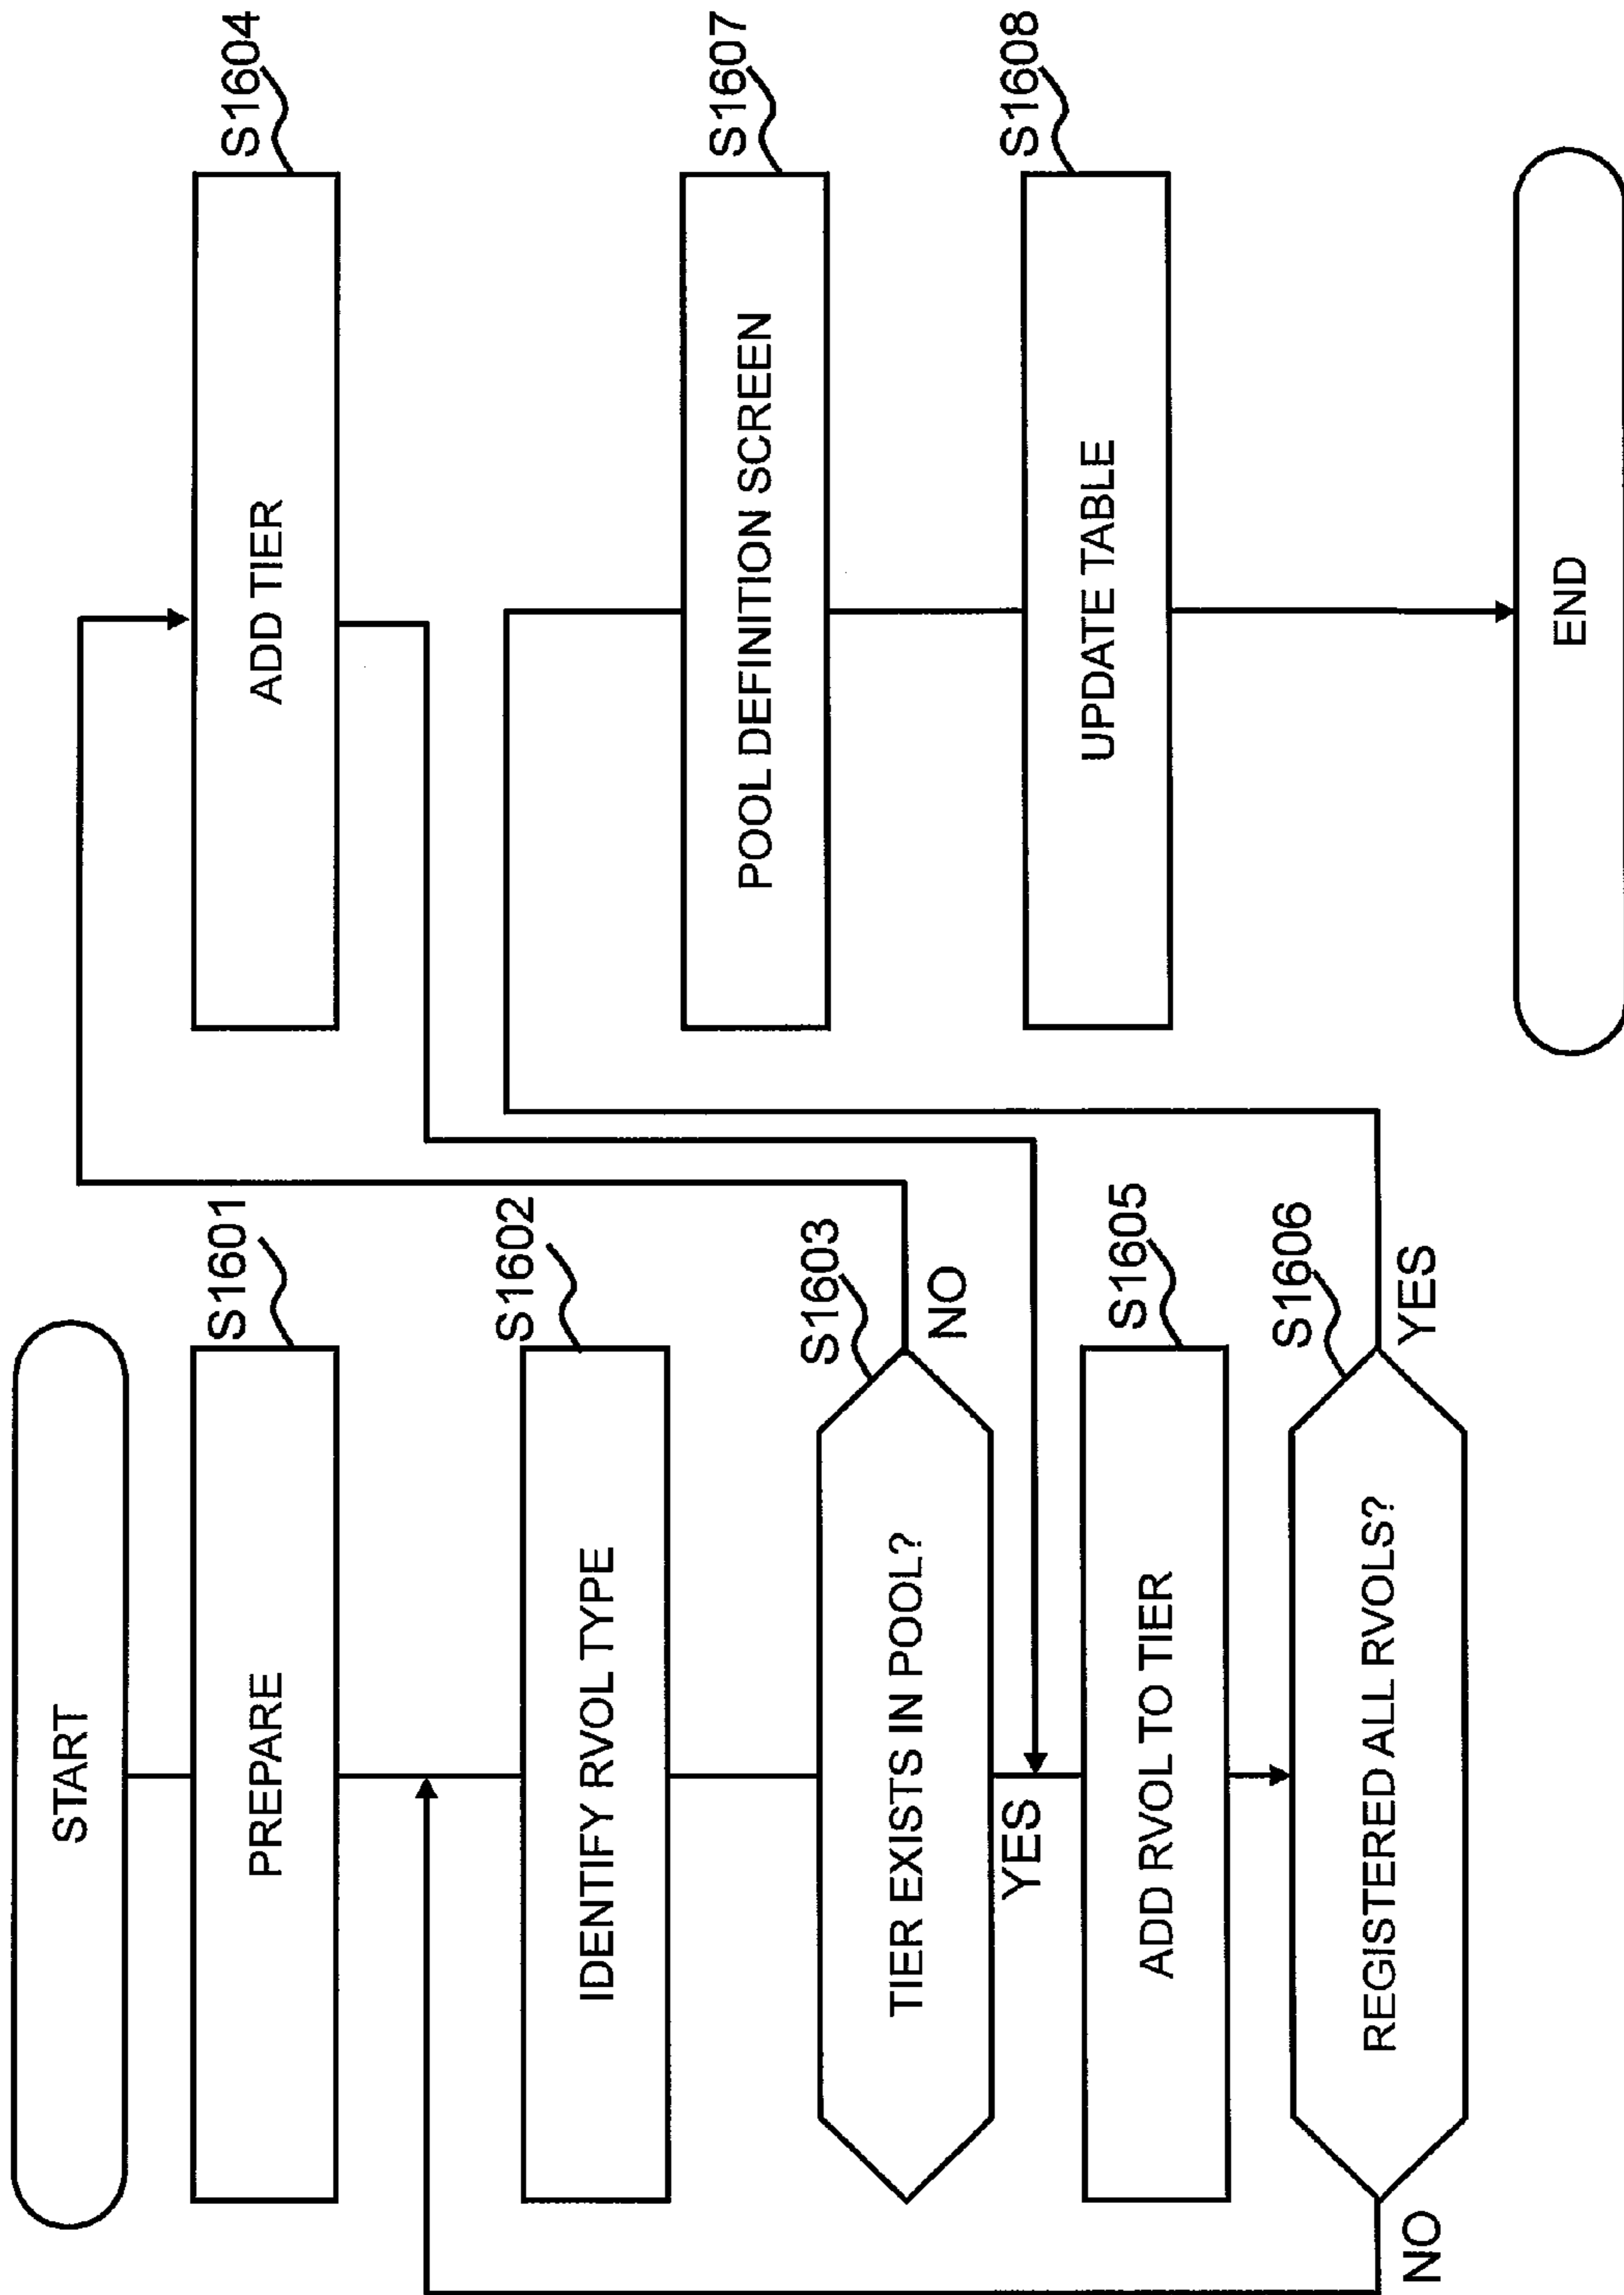 START
S1601
PREPARE
S1602
IDENTIFY RVOL TYPE
S1603
TIER EXISTS IN POOL?
NO
YES
S1604
ADD TIER
S1605
ADD RVOL TO TIER
S1606
REGISTERED ALL RVOLS?
NO
YES
S1607
POOL DEFINITION SCREEN
S1608
UPDATE TABLE
END